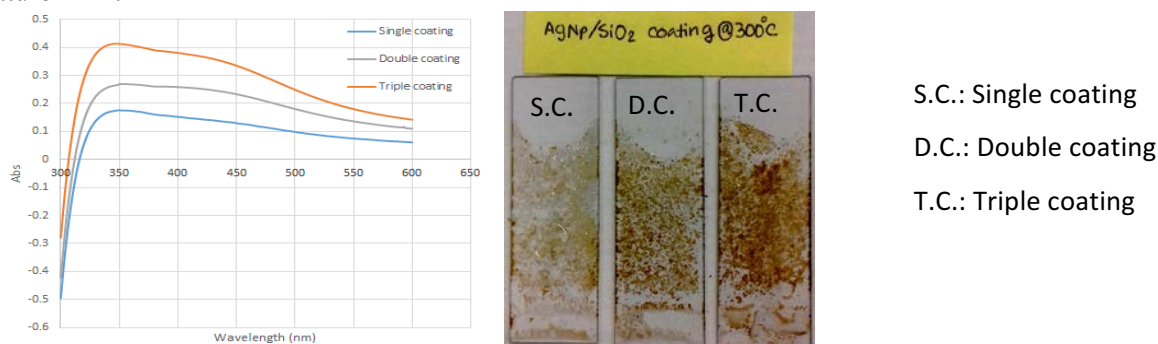 0.5
0.4
0.3
0.2
0.1
0
-0.1
-0.2
-0.3
-0.4
-0.5
-0.6
300 350 400 450 500 550 600 650
Abs
Wavelength (nm)
Single coating
Double coating
Triple coating
AgNp/SiO2 coating@300°C
S.C. D.C. T.C.
S.C.: Single coating
D.C.: Double coating
T.C.: Triple coating